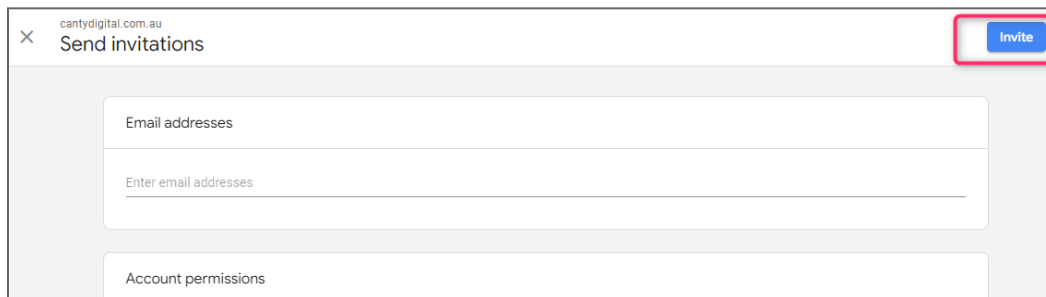 cantydigital.com.au
Send invitations
Invite
Email addresses
Enter email addresses
Account permissions